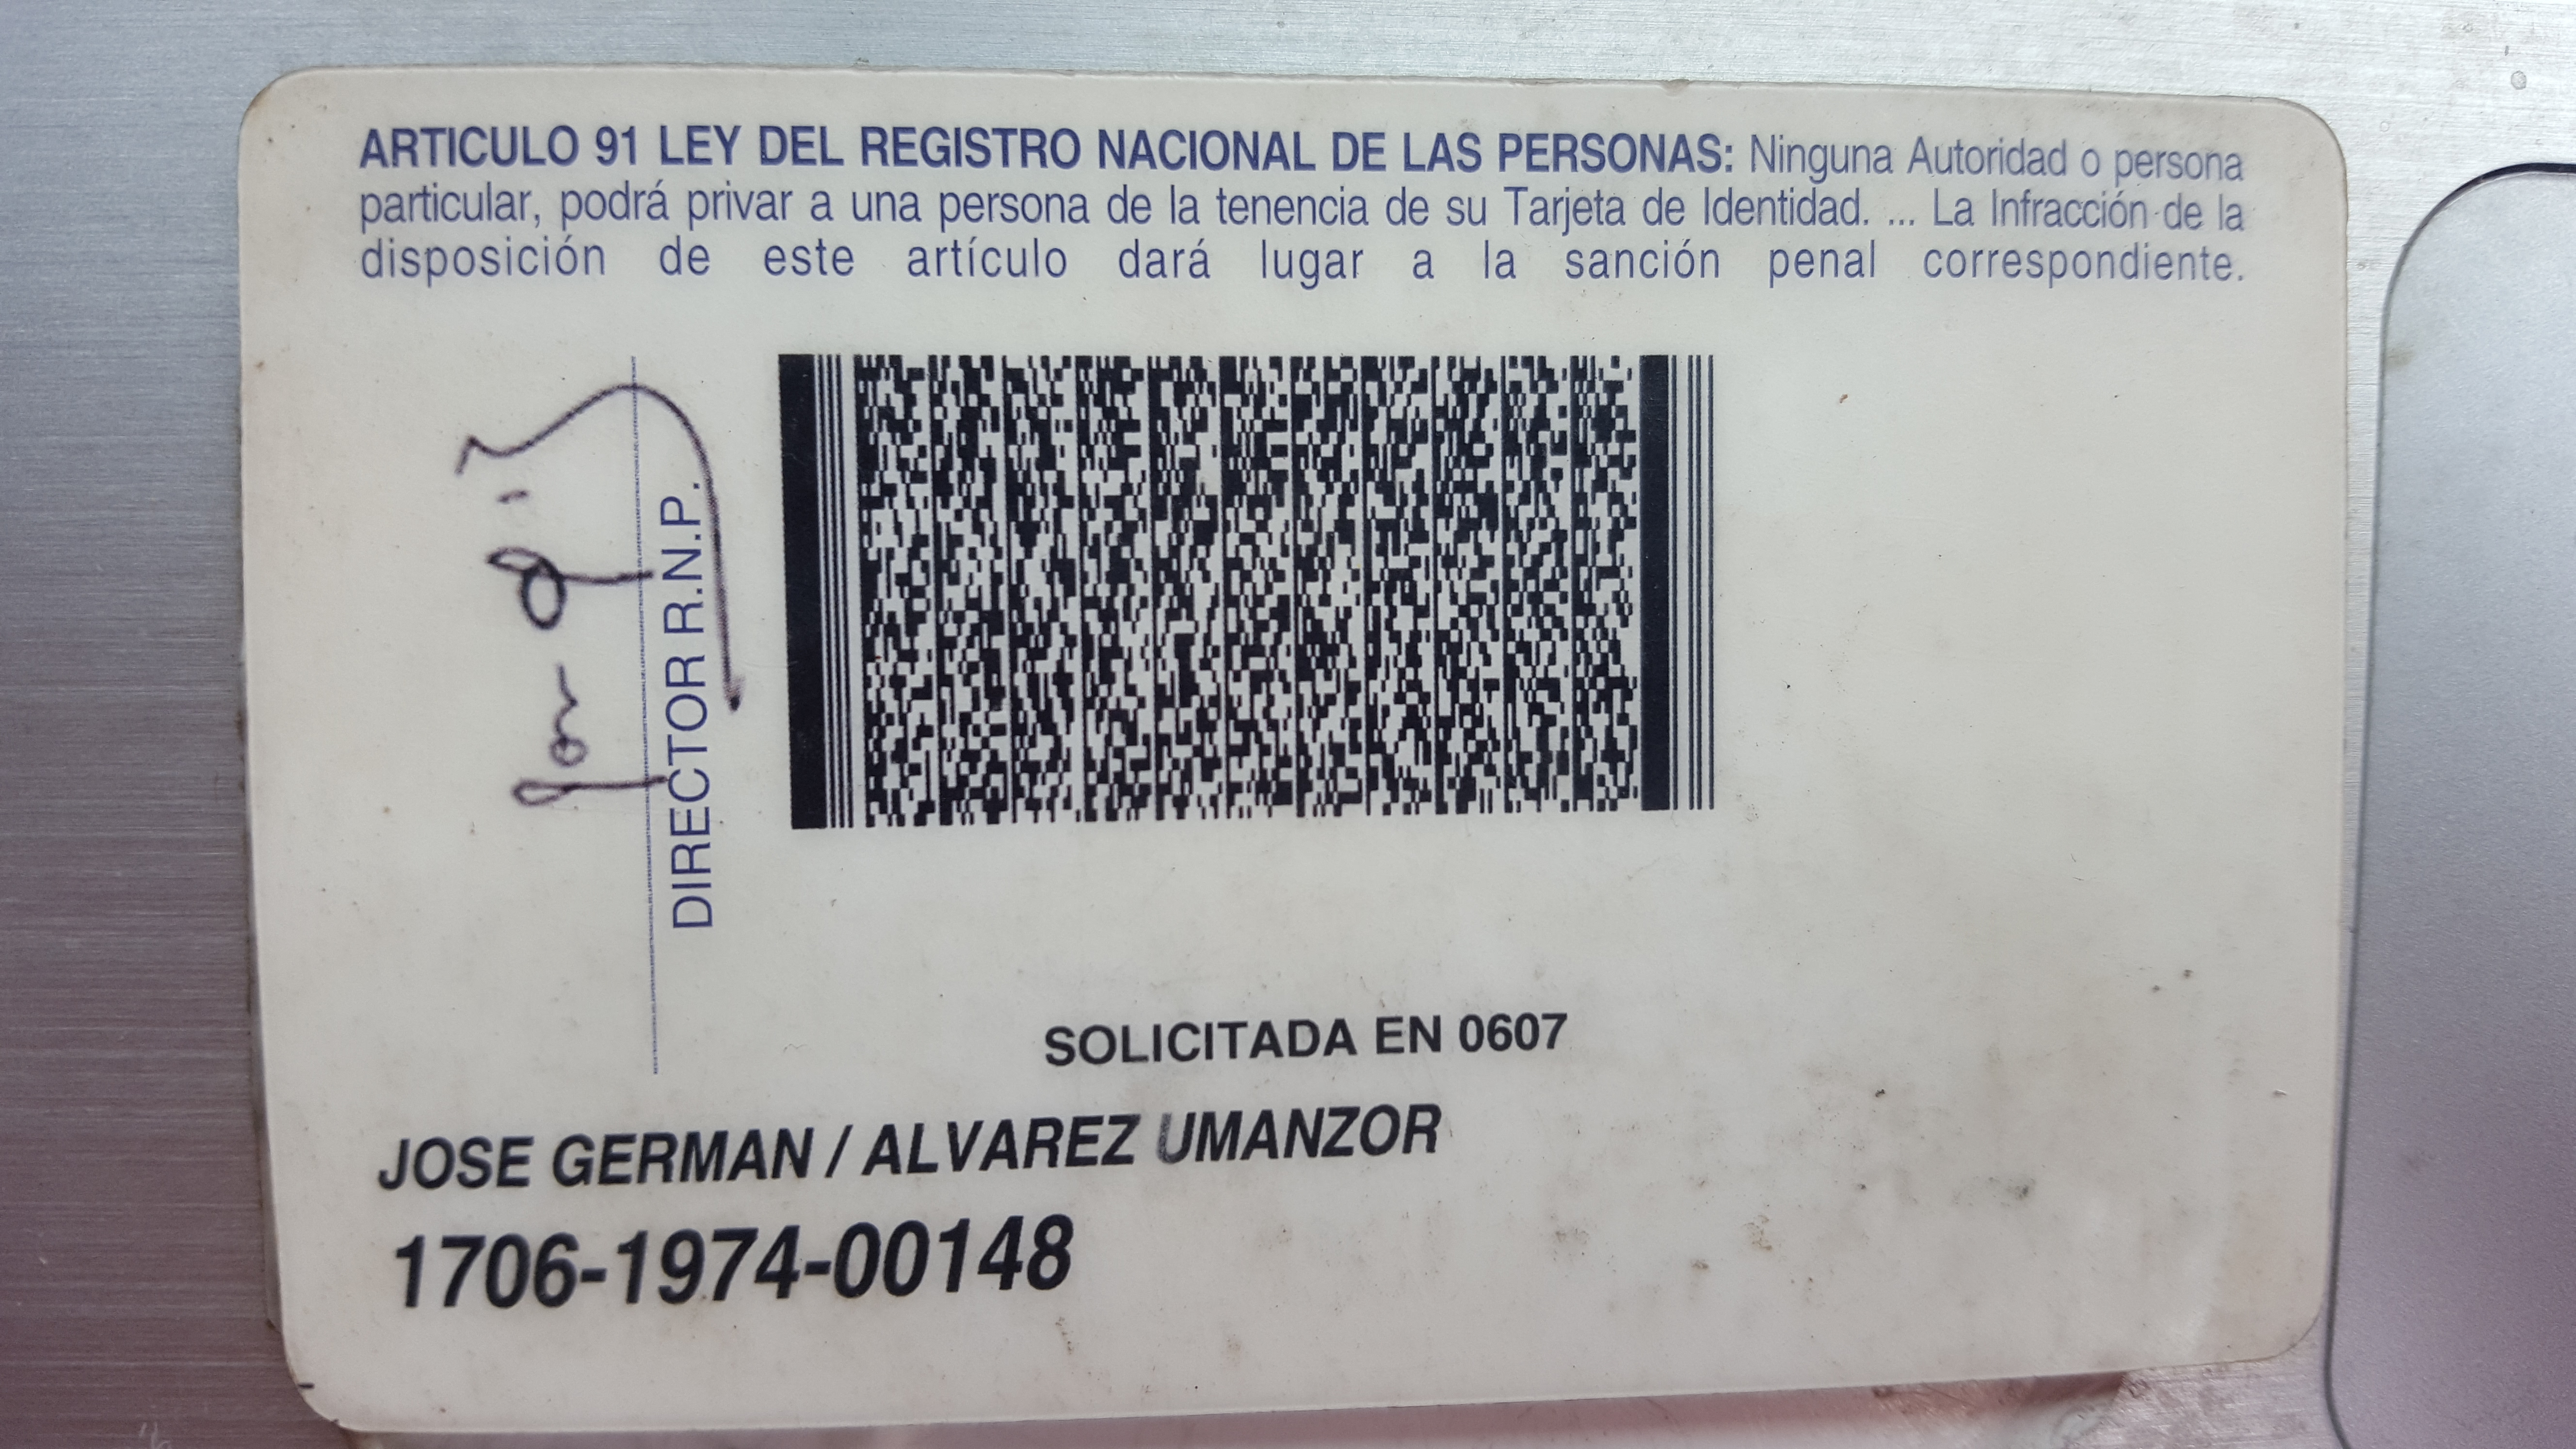 ARTICULO 91 LEY DEL REGISTRO NACIONAL DE LAS PERSONAS: Ninguna Autoridad o persona
particular, podrá privar a una persona de la tenencia de su Tarjeta de Identidad. ... La Infracción de la
disposición de este artículo dará lugar a la sanción penal correspondiente.
DIRECTOR R.N.P.
SOLICITADA EN 0607
JOSE GERMAN / ALVAREZ UMANZOR
1706-1974-00148